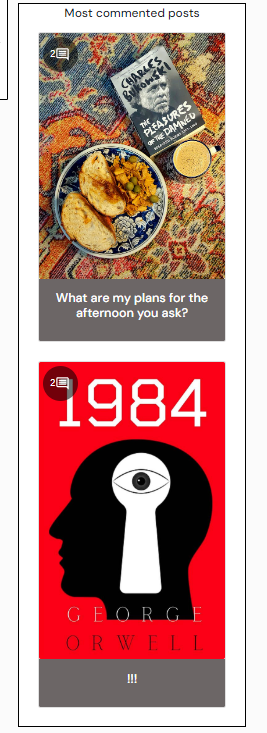 Most commented posts
2
CHARLES
BUKOWSKI
THE
PLEASURES
OF THE DAMNED
What are my plans for the
afternoon you ask?
2
1984
GEORGE
ORWELL
!!!